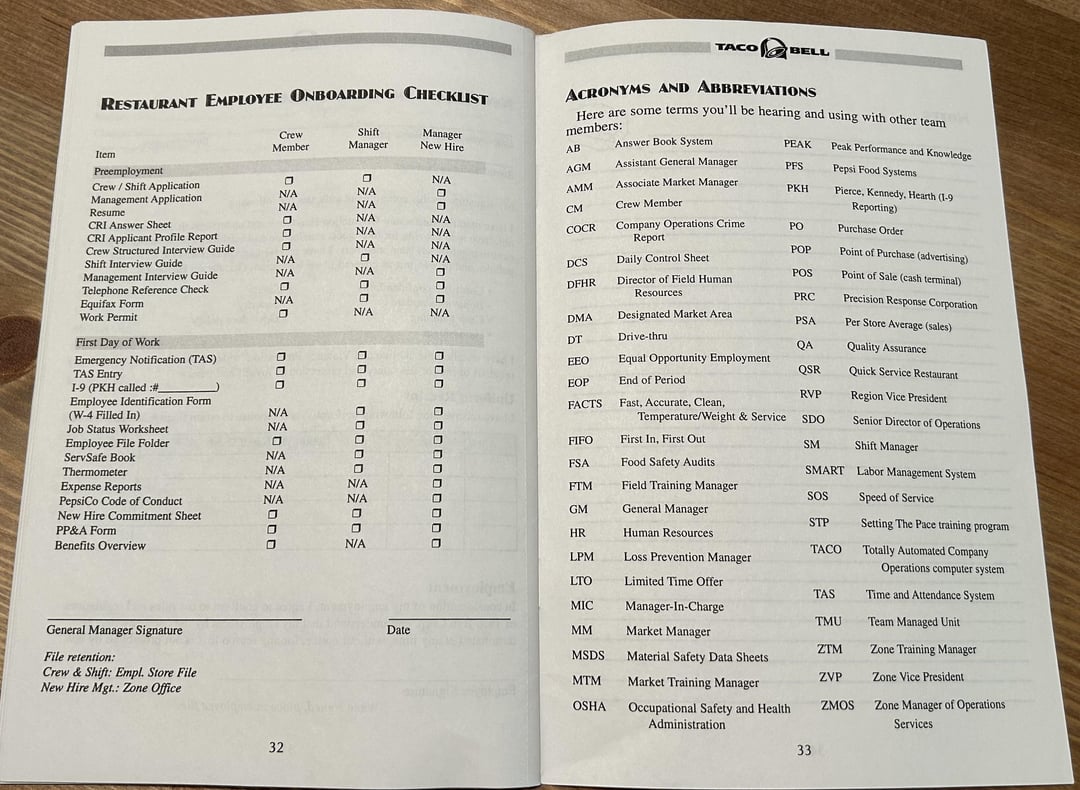 RESTAURANT EMPLOYEE ONBOARDING CHECKLIST
Item Crew Member Shift Manager Manager New Hire
Preemployment
Crew / Shift Application ❒ ❒ N/A
Management Application N/A N/A ❒
Resume N/A N/A ❒
CRI Answer Sheet ❒ N/A N/A
CRI Applicant Profile Report ❒ N/A N/A
Crew Structured Interview Guide ❒ N/A N/A
Shift Interview Guide N/A ❒ N/A
Management Interview Guide N/A N/A ❒
Telephone Reference Check ❒ ❒ ❒
Equifax Form N/A ❒ ❒
Work Permit ❒ N/A N/A
First Day of Work
Emergency Notification (TAS) ❒ ❒ ❒
TAS Entry ❒ ❒ ❒
I-9 (PKH called :#_________) ❒ ❒ ❒
Employee Identification Form
(W-4 Filled In) N/A ❒ ❒
Job Status Worksheet N/A ❒ ❒
Employee File Folder ❒ ❒ ❒
ServSafe Book N/A ❒ ❒
Thermometer N/A ❒ ❒
Expense Reports N/A N/A ❒
PepsiCo Code of Conduct N/A N/A ❒
New Hire Commitment Sheet ❒ ❒ ❒
PP&A Form ❒ ❒ ❒
Benefits Overview ❒ N/A ❒
General Manager Signature Date
File retention:
Crew & Shift: Empl. Store File
New Hire Mgt.: Zone Office
32
TACO BELL
ACRONYMS AND ABBREVIATIONS
Here are some terms you'll be hearing and using with other team
members:
AB Answer Book System
AGM Assistant General Manager
AMM Associate Market Manager
CM Crew Member
COCR Company Operations Crime
Report
DCS Daily Control Sheet
DFHR Director of Field Human
Resources
DMA Designated Market Area
DT Drive-thru
EEO Equal Opportunity Employment
EOP End of Period
FACTS Fast, Accurate, Clean,
Temperature/Weight & Service
FIFO First In, First Out
FSA Food Safety Audits
FTM Field Training Manager
GM General Manager
HR Human Resources
LPM Loss Prevention Manager
LTO Limited Time Offer
MIC Manager-In-Charge
MM Market Manager
MSDS Material Safety Data Sheets
MTM Market Training Manager
OSHA Occupational Safety and Health
Administration
PEAK Peak Performance and Knowledge
PFS Pepsi Food Systems
PKH Pierce, Kennedy, Hearth (I-9
Reporting)
PO Purchase Order
POP Point of Purchase (advertising)
POS Point of Sale (cash terminal)
PRC Precision Response Corporation
PSA Per Store Average (sales)
QA Quality Assurance
QSR Quick Service Restaurant
RVP Region Vice President
SDO Senior Director of Operations
SM Shift Manager
SMART Labor Management System
SOS Speed of Service
STP Setting The Pace training program
TACO Totally Automated Company
Operations computer system
TAS Time and Attendance System
TMU Team Managed Unit
ZTM Zone Training Manager
ZVP Zone Vice President
ZMOS Zone Manager of Operations
Services
33